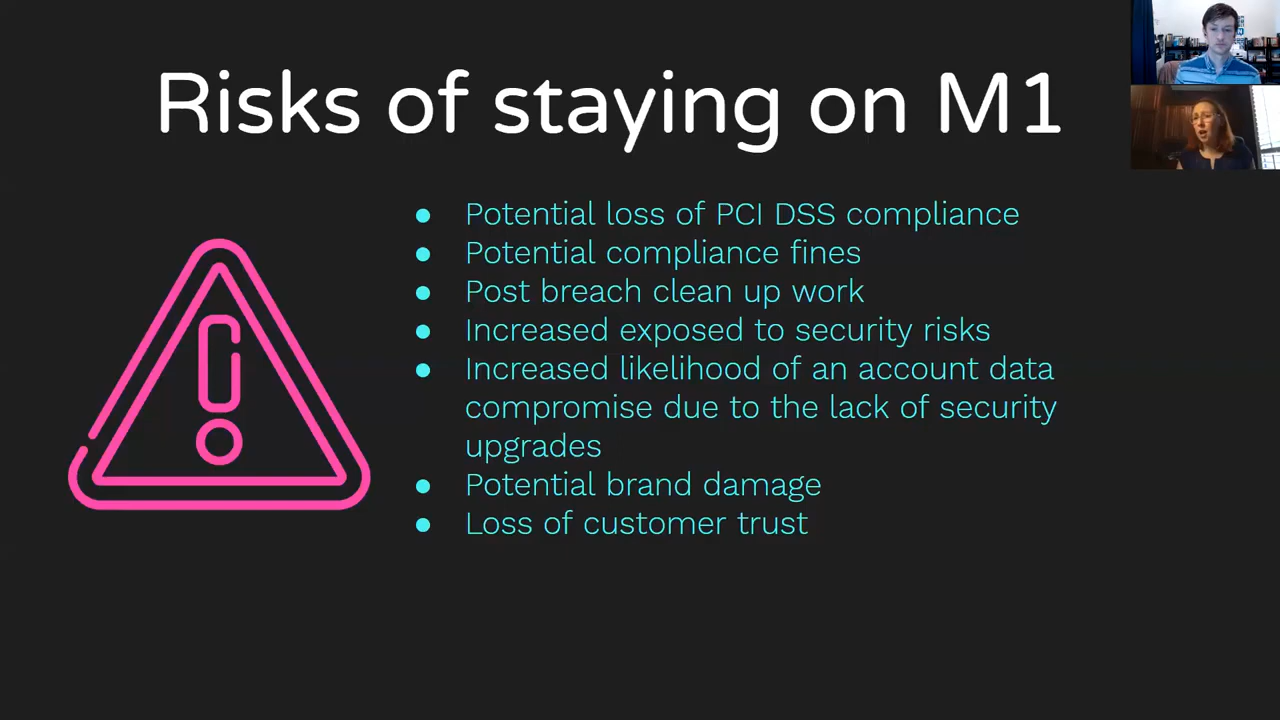 Risks of staying on M1
● Potential loss of PCI DSS compliance
● Potential compliance fines
● Post breach clean up work
● Increased exposed to security risks
● Increased likelihood of an account data
compromise due to the lack of security
upgrades
● Potential brand damage
● Loss of customer trust